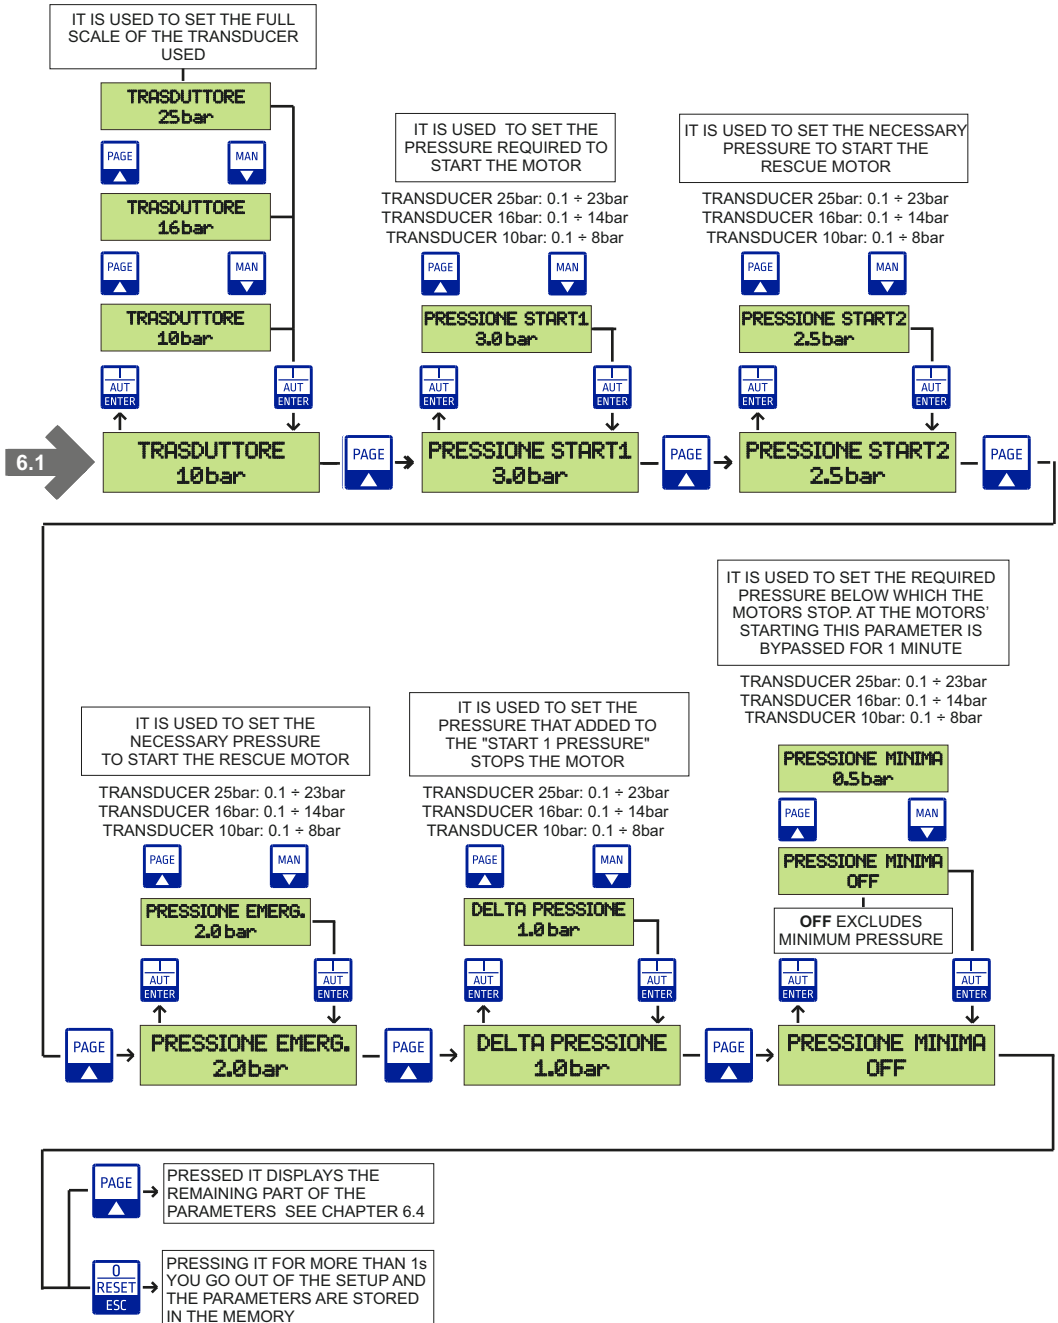 IT IS USED TO SET THE FULL
SCALE OF THE TRANSDUCER
USED
TRASDUTTORE
25bar
PAGE
MAN
TRASDUTTORE
16bar
PAGE
MAN
TRASDUTTORE
10bar
I
AUT
ENTER
I
AUT
ENTER
6.1
TRASDUTTORE
10bar
PAGE
IT IS USED TO SET THE
PRESSURE REQUIRED TO
START THE MOTOR
TRANSDUCER 25bar: 0.1 ÷ 23bar
TRANSDUCER 16bar: 0.1 ÷ 14bar
TRANSDUCER 10bar: 0.1 ÷ 8bar
PAGE
MAN
PRESSIONE START1
3.0bar
I
AUT
ENTER
I
AUT
ENTER
PRESSIONE START1
3.0bar
PAGE
IT IS USED TO SET THE NECESSARY
PRESSURE TO START THE
RESCUE MOTOR
TRANSDUCER 25bar: 0.1 ÷ 23bar
TRANSDUCER 16bar: 0.1 ÷ 14bar
TRANSDUCER 10bar: 0.1 ÷ 8bar
PAGE
MAN
PRESSIONE START2
2.5bar
I
AUT
ENTER
I
AUT
ENTER
PRESSIONE START2
2.5bar
PAGE
IT IS USED TO SET THE
NECESSARY PRESSURE
TO START THE RESCUE MOTOR
TRANSDUCER 25bar: 0.1 ÷ 23bar
TRANSDUCER 16bar: 0.1 ÷ 14bar
TRANSDUCER 10bar: 0.1 ÷ 8bar
PAGE
MAN
PRESSIONE EMERG.
2.0 bar
I
AUT
ENTER
I
AUT
ENTER
PAGE
PRESSIONE EMERG.
2.0bar
PAGE
IT IS USED TO SET THE
PRESSURE THAT ADDED TO
THE "START 1 PRESSURE"
STOPS THE MOTOR
TRANSDUCER 25bar: 0.1 ÷ 23bar
TRANSDUCER 16bar: 0.1 ÷ 14bar
TRANSDUCER 10bar: 0.1 ÷ 8bar
PAGE
MAN
DELTA PRESSIONE
1.0 bar
I
AUT
ENTER
I
AUT
ENTER
DELTA PRESSIONE
1.0bar
PAGE
IT IS USED TO SET THE REQUIRED
PRESSURE BELOW WHICH THE
MOTORS STOP. AT THE MOTORS'
STARTING THIS PARAMETER IS
BYPASSED FOR 1 MINUTE
TRANSDUCER 25bar: 0.1 ÷ 23bar
TRANSDUCER 16bar: 0.1 ÷ 14bar
TRANSDUCER 10bar: 0.1 ÷ 8bar
PRESSIONE MINIMA
0.5bar
PAGE
MAN
PRESSIONE MINIMA
OFF
OFF EXCLUDES
MINIMUM PRESSURE
I
AUT
ENTER
I
AUT
ENTER
PRESSIONE MINIMA
OFF
PAGE
PRESSED IT DISPLAYS THE
REMAINING PART OF THE
PARAMETERS SEE CHAPTER 6.4
0
RESET
ESC
PRESSING IT FOR MORE THAN 1s
YOU GO OUT OF THE SETUP AND
THE PARAMETERS ARE STORED
IN THE MEMORY